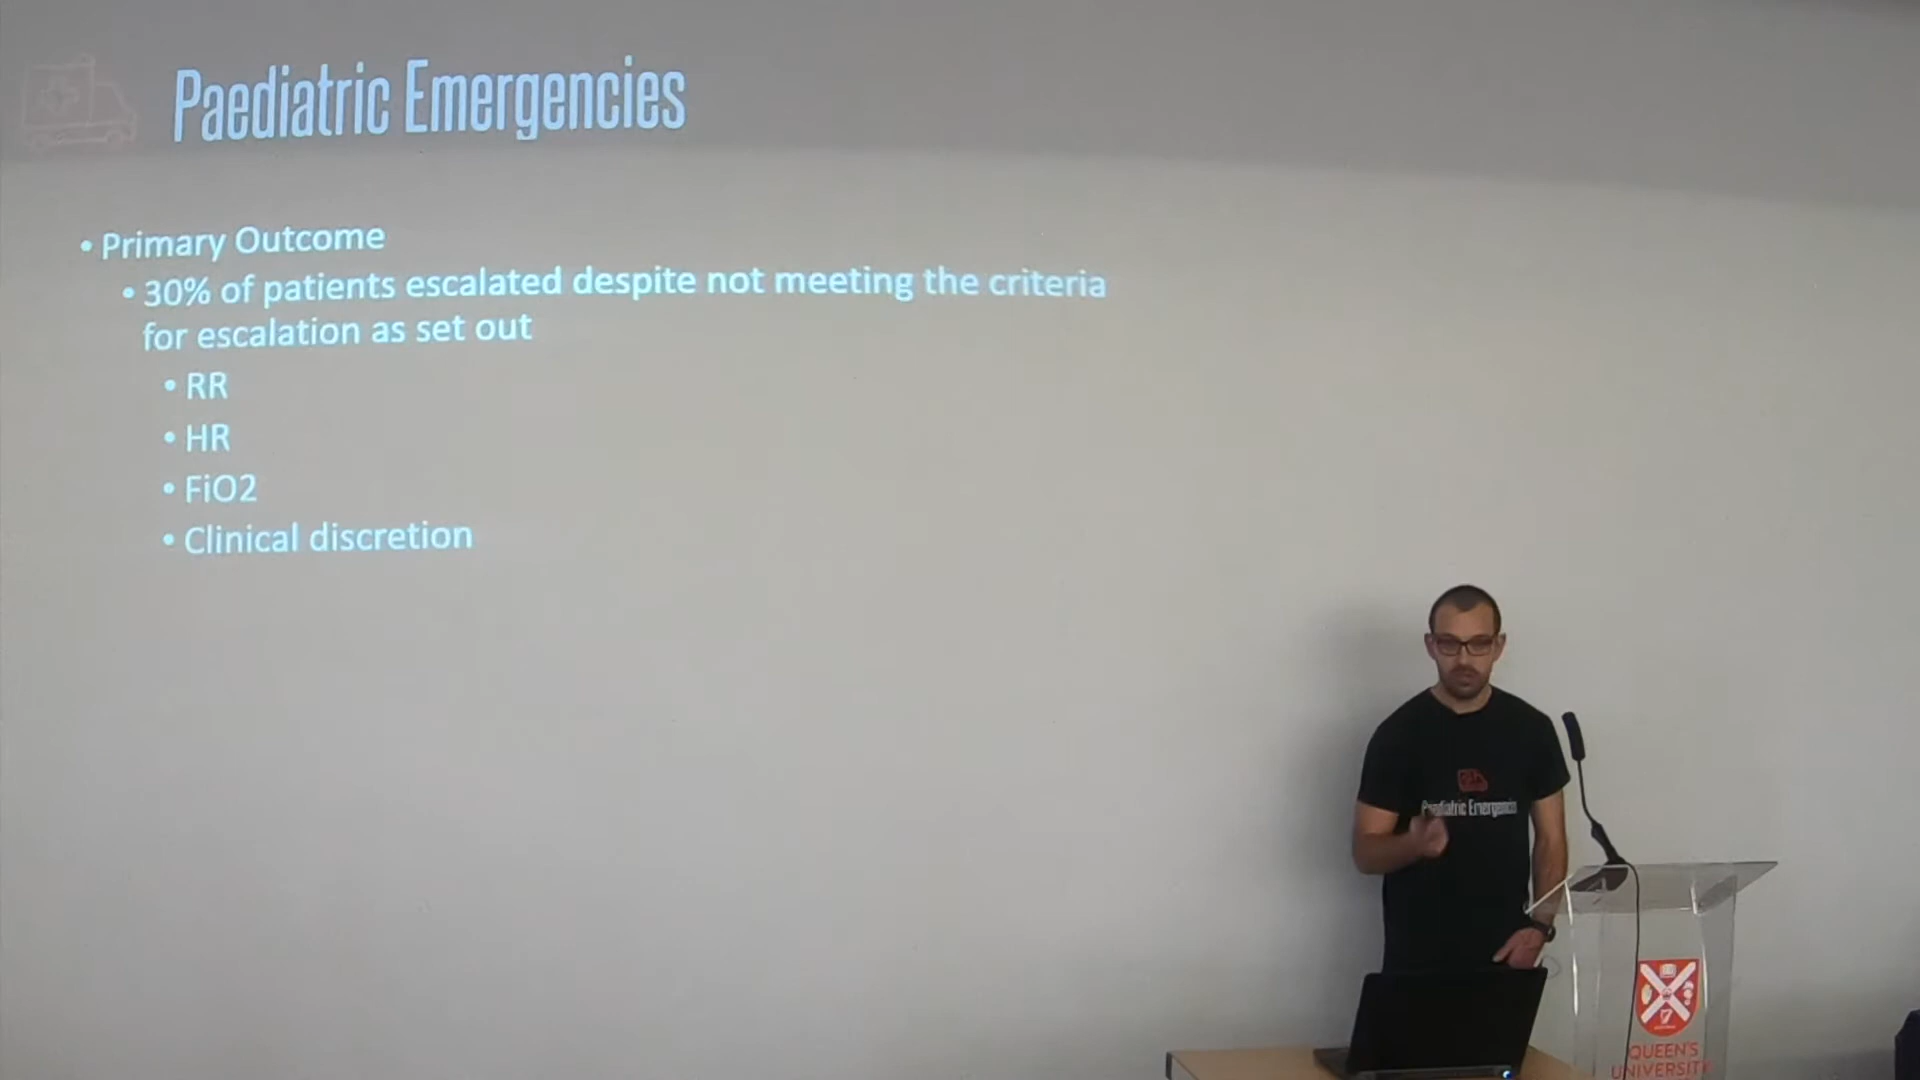 Paediatric Emergencies
• Primary Outcome
• 30% of patients escalated despite not meeting the criteria
for escalation as set out
• RR
• HR
• FiO2
• Clinical discretion
Paediatric Emergencies
QUEEN'S
UNIVERSITY